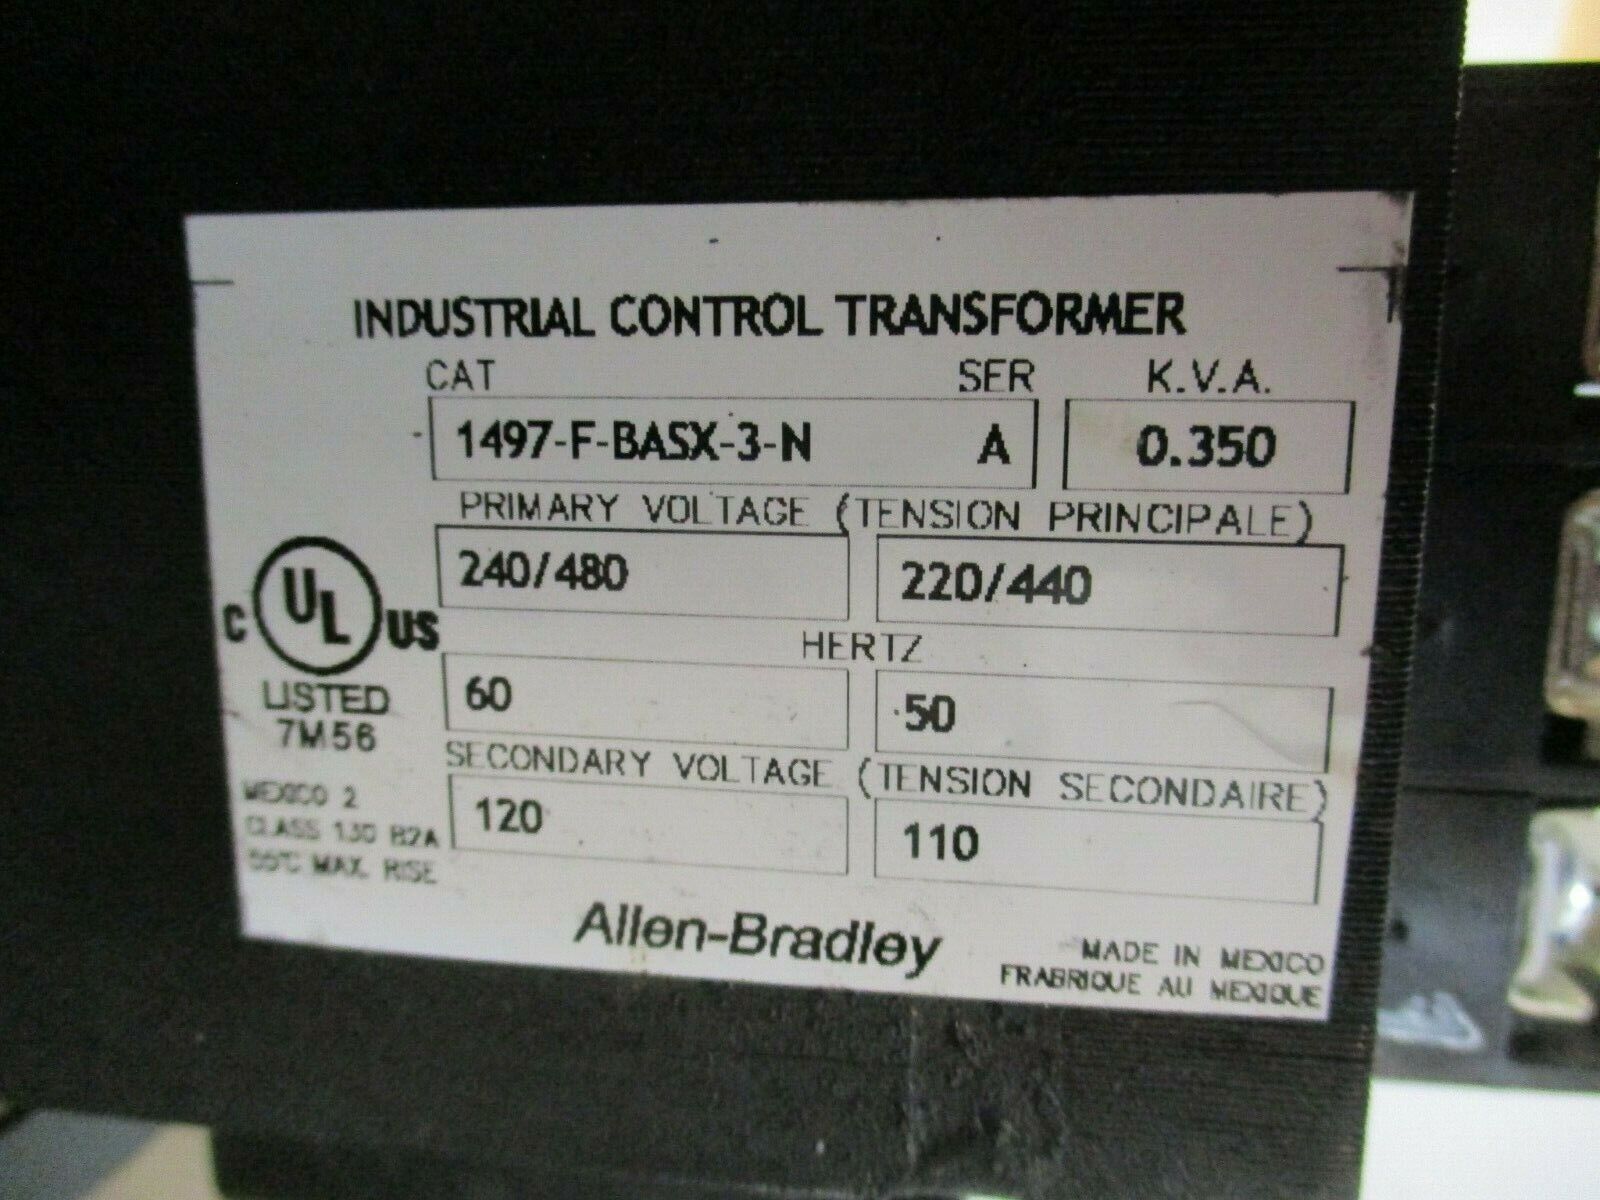 INDUSTRIAL CONTROL TRANSFORMER
CAT SER K.V.A.
1497-F-BASX-3-N A 0.350
PRIMARY VOLTAGE (TENSION PRINCIPALE)
240/480 220/440
HERTZ
60 50
SECONDARY VOLTAGE (TENSION SECONDAIRE)
120 110
C UL US
LISTED
7M56
MEXICO 2
CLASS 130 B2A
55°C MAX. RISE
Allen-Bradley
MADE IN MEXICO
FRABRIQUE AU MEXIQUE